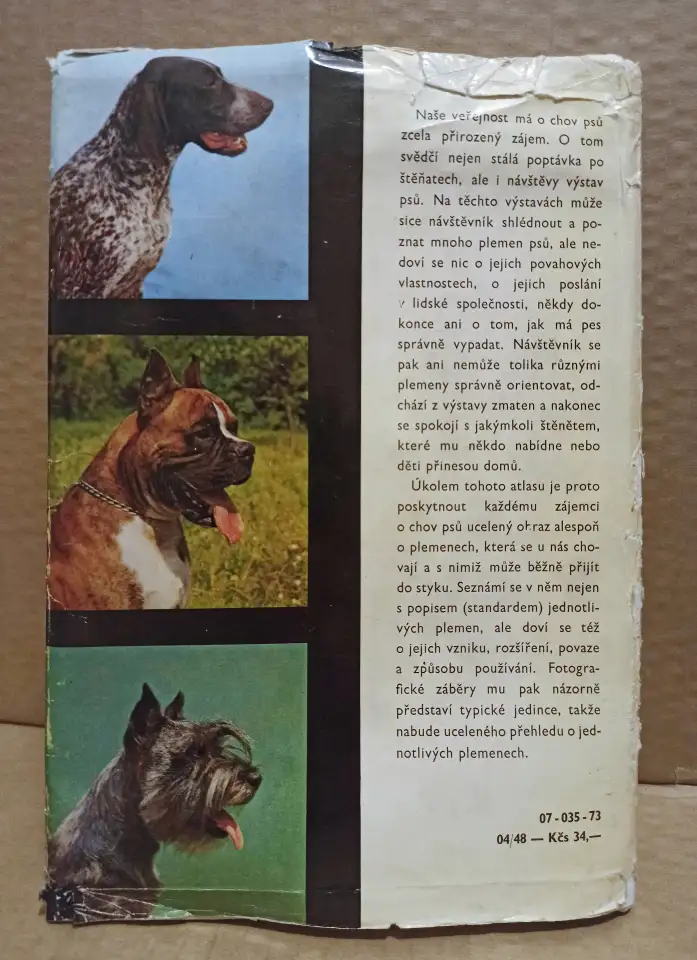 Naše veřejnost má o chov psů
zcela přirozený zájem. O tom
svědčí nejen stálá poptávka po
štěňatech, ale i návštěvy výstav
psů. Na těchto výstavách může
sice návštěvník shlédnout a po-
znat mnoho plemen psů, ale ne-
doví se nic o jejich povahových
vlastnostech, o jejich poslání
v lidské společnosti, někdy do-
konce ani o tom, jak má pes
správně vypadat. Návštěvník se
pak ani nemůže tolika různými
plemeny správně orientovat, od-
chází z výstavy zmaten a nakonec
se spokojí s jakýmkoli štěnětem,
které mu někdo nabídne nebo
děti přinesou domů.
Úkolem tohoto atlasu je proto
poskytnout každému zájemci
o chov psů ucelený obraz alespoň
o plemenech, která se u nás cho-
vají a s nimiž může běžně přijít
do styku. Seznámí se v něm nejen
s popisem (standardem) jednotli-
vých plemen, ale doví se též
o jejich vzniku, rozšíření, povaze
a způsobu používání. Fotogra-
fické záběry mu pak názorně
představí typické jedince, takže
nabude uceleného přehledu o jed-
notlivých plemenech.
07-035-73
04/48 — Kčs 34,—